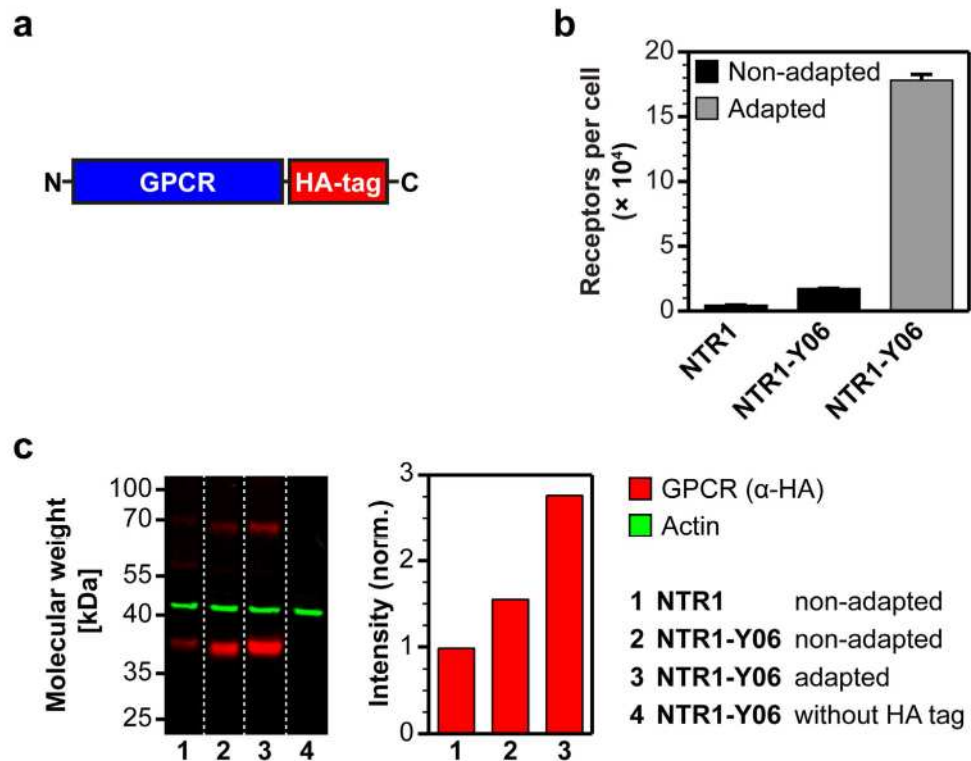 a
N GPCR HA-tag C
b
Receptors per cell
(× 10⁴)
20
15
10
5
0
Non-adapted
Adapted
NTR1
NTR1-Y06
NTR1-Y06
c
Molecular weight
[kDa]
100
70
55
40
35
25
1 2 3 4
Intensity (norm.)
3
2
1
0
1 2 3
GPCR (α-HA)
Actin
1 NTR1 non-adapted
2 NTR1-Y06 non-adapted
3 NTR1-Y06 adapted
4 NTR1-Y06 without HA tag